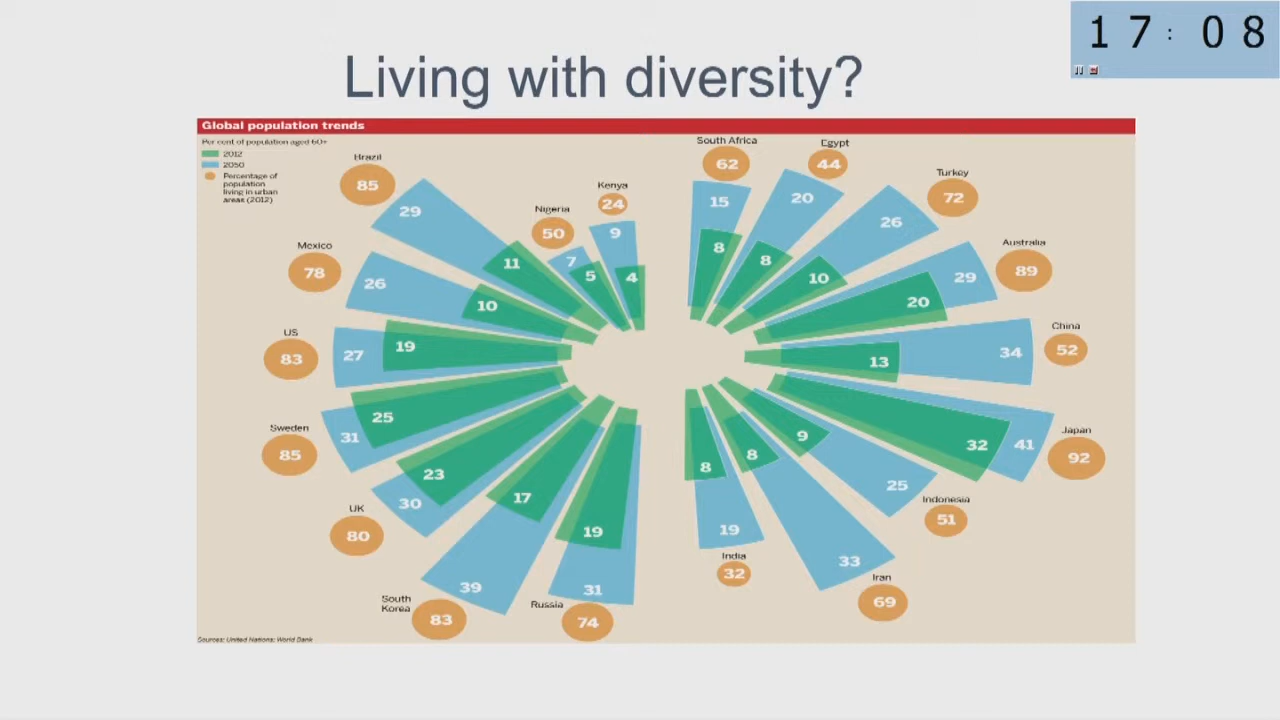 17:08
Living with diversity?
Global population trends
Per cent of population aged 60+
2012
2050
Percentage of
population
living in urban
areas (2012)
Brazil
85
29
11
Nigeria
50
7
5
Kenya
24
9
4
South Africa
62
15
8
Egypt
44
20
8
Turkey
72
26
10
Australia
89
29
20
China
52
34
13
Japan
92
41
32
Indonesia
51
25
9
Iran
69
33
8
India
32
19
8
Russia
74
31
19
South
Korea
83
39
17
UK
80
30
23
Sweden
85
31
25
US
83
27
19
Mexico
78
26
10
Sources: United Nations; World Bank